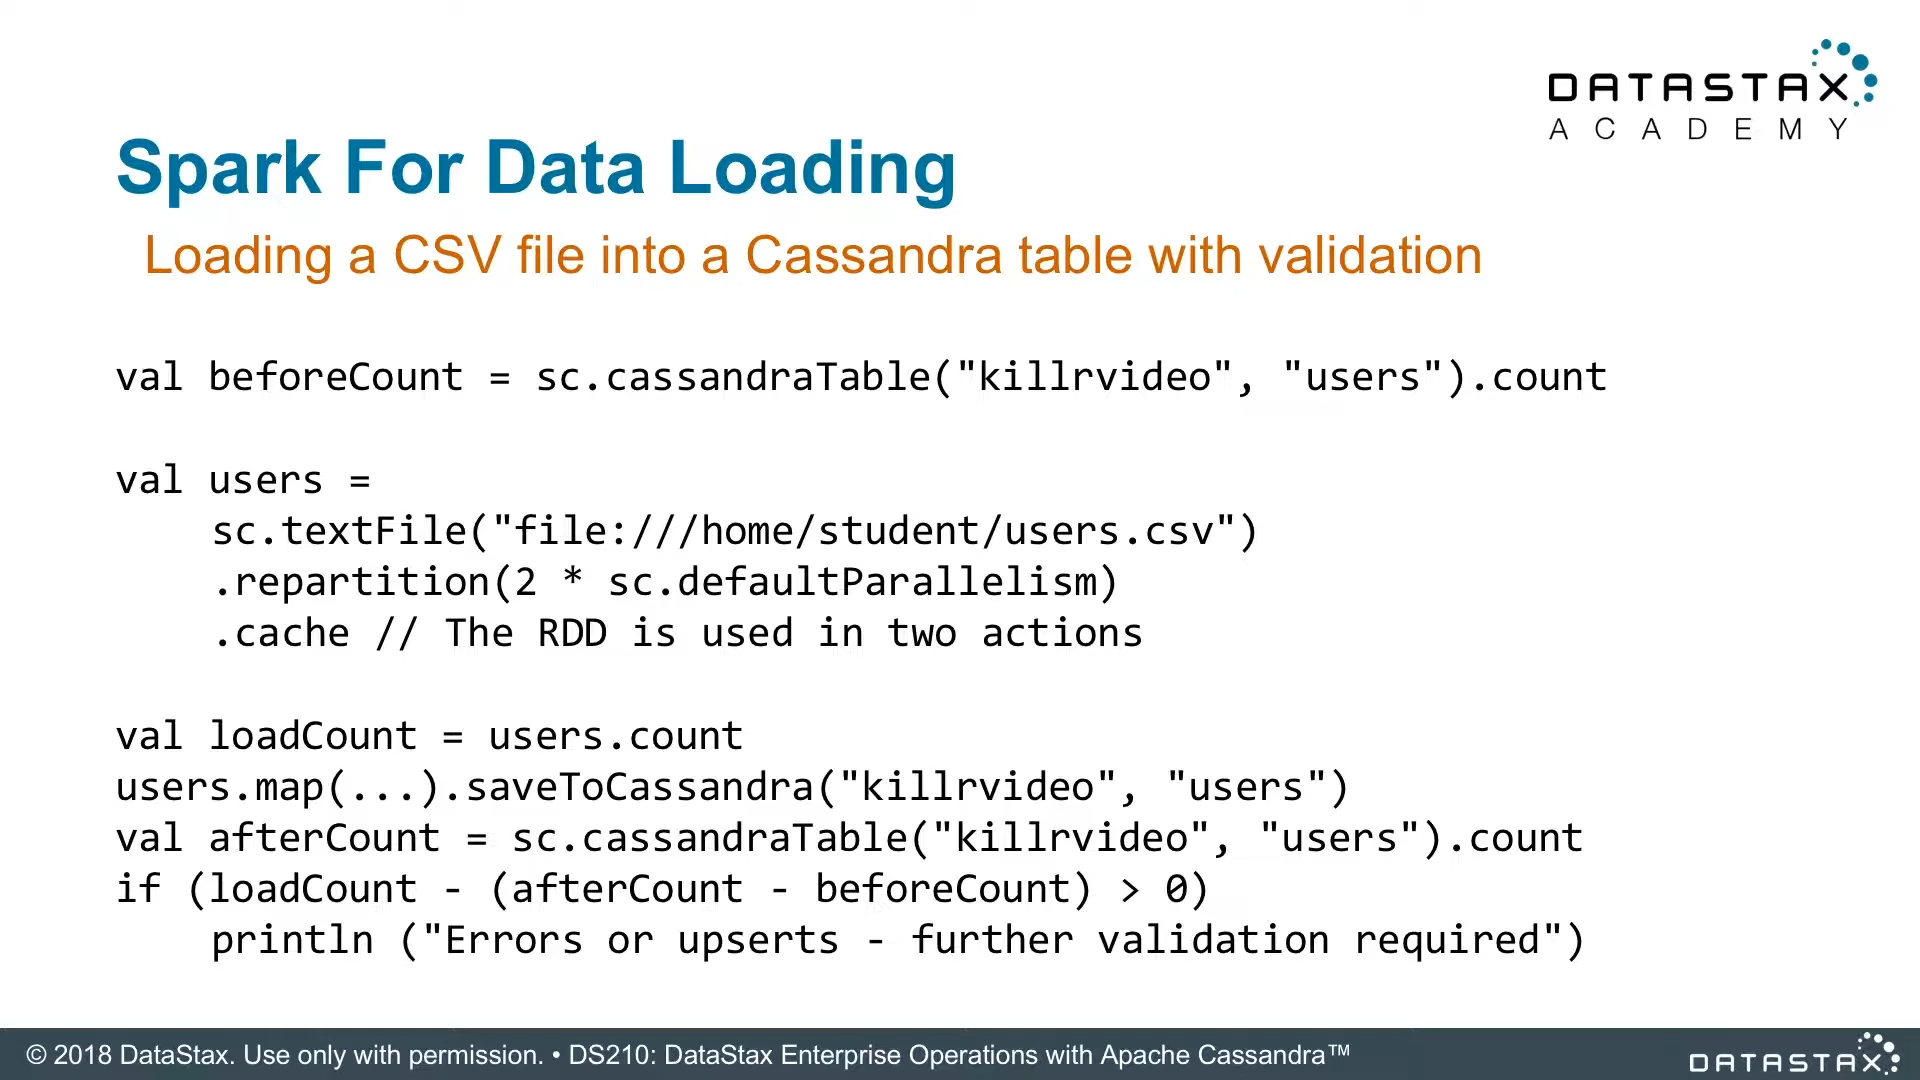 DATASTAX
ACADEMY
Spark For Data Loading
Loading a CSV file into a Cassandra table with validation
val beforeCount = sc.cassandraTable("killrvideo", "users").count
val users =
sc.textFile("file:///home/student/users.csv")
.repartition(2 * sc.defaultParallelism)
.cache // The RDD is used in two actions
val loadCount = users.count
users.map(...).saveToCassandra("killrvideo", "users")
val afterCount = sc.cassandraTable("killrvideo", "users").count
if (loadCount - (afterCount - beforeCount) > 0)
println ("Errors or upserts - further validation required")
© 2018 DataStax. Use only with permission. • DS210: DataStax Enterprise Operations with Apache Cassandra™
DATASTAX